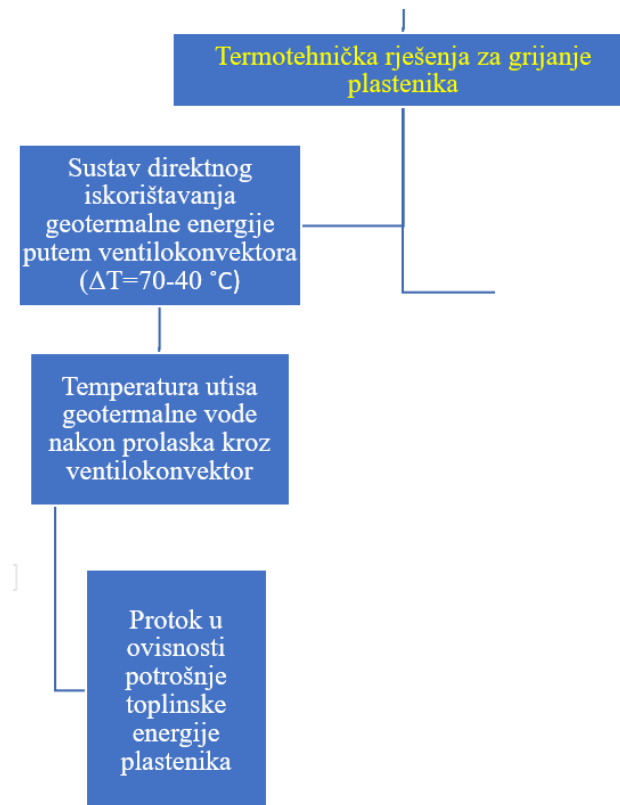 Termotehnička rješenja za grijanje
plastenika
Sustav direktnog
iskorištavanja
geotermalne energije
putem ventilokonvektora
(ΔT=70-40 ˚C)
Temperatura utisa
geotermalne vode
nakon prolaska kroz
ventilokonvektor
Protok u
ovisnosti
potrošnje
toplinske
energije
plastenika